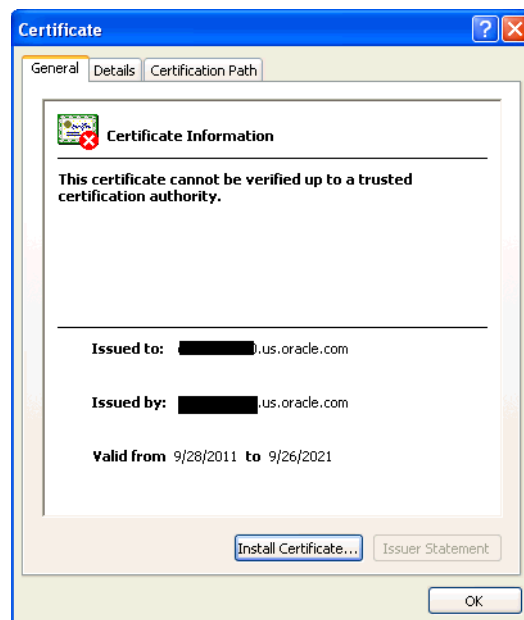 Certificate
General Details Certification Path
Certificate Information
This certificate cannot be verified up to a trusted
certification authority.
Issued to: .us.oracle.com
Issued by: .us.oracle.com
Valid from 9/28/2011 to 9/26/2021
Install Certificate... Issuer Statement
OK